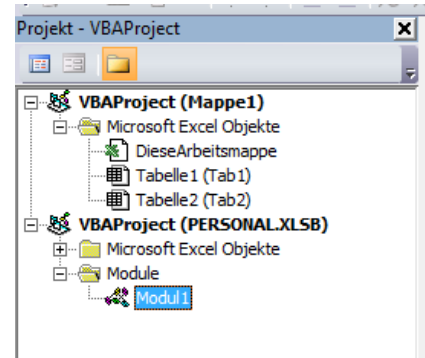 Projekt - VBAProject
VBAProject (Mappe1)
Microsoft Excel Objekte
DieseArbeitsmappe
Tabelle1 (Tab1)
Tabelle2 (Tab2)
VBAProject (PERSONAL.XLSB)
Microsoft Excel Objekte
Module
Modul1